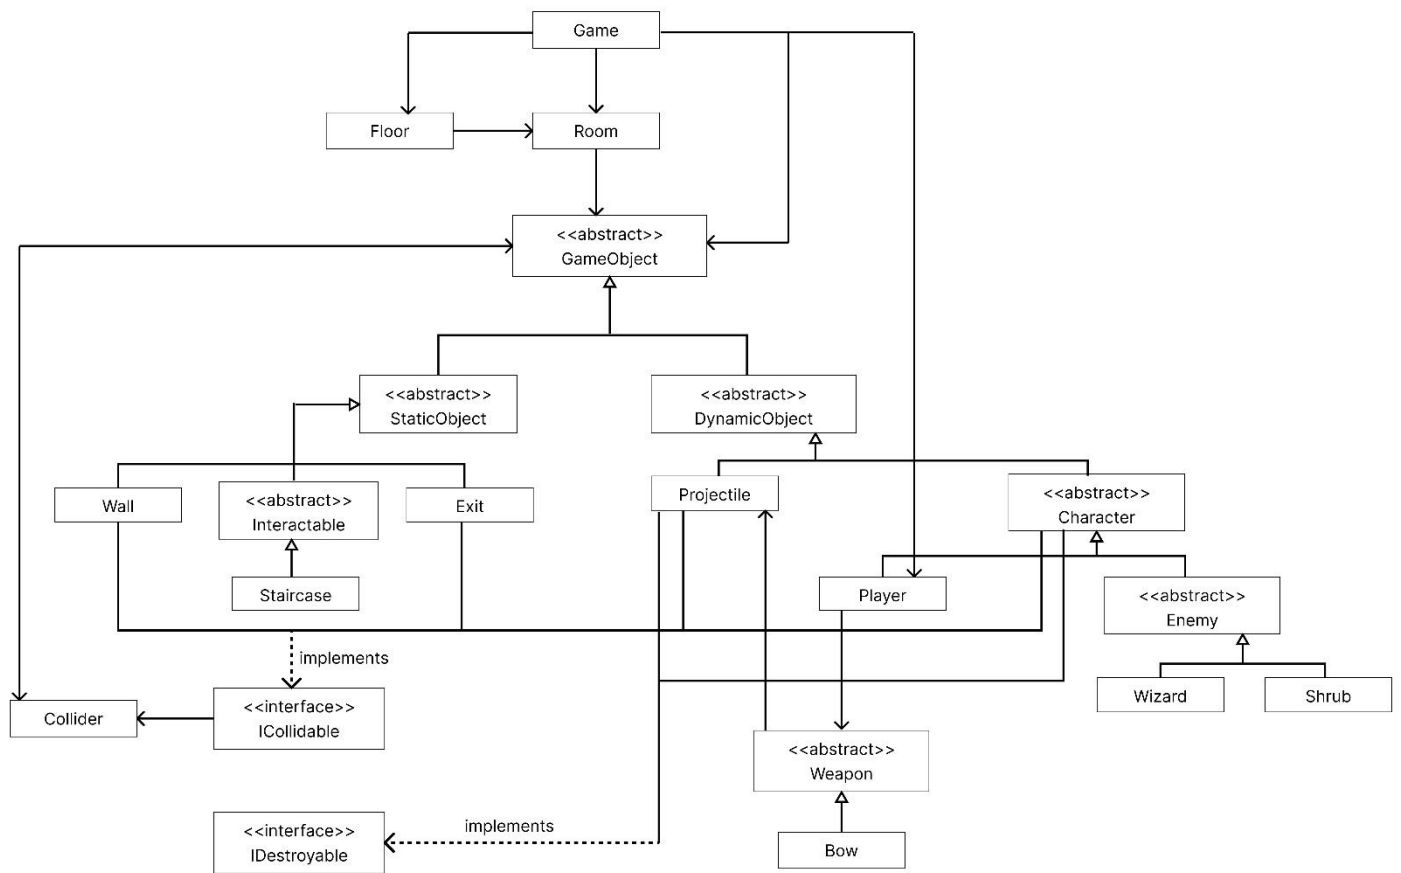 Game
Floor
Room
<<abstract>>
GameObject
<<abstract>>
StaticObject
<<abstract>>
DynamicObject
Wall
<<abstract>>
Interactable
Exit
Projectile
<<abstract>>
Character
Staircase
Player
<<abstract>>
Enemy
implements
Wizard
Shrub
Collider
<<interface>>
ICollidable
<<abstract>>
Weapon
<<interface>>
IDestroyable
implements
Bow